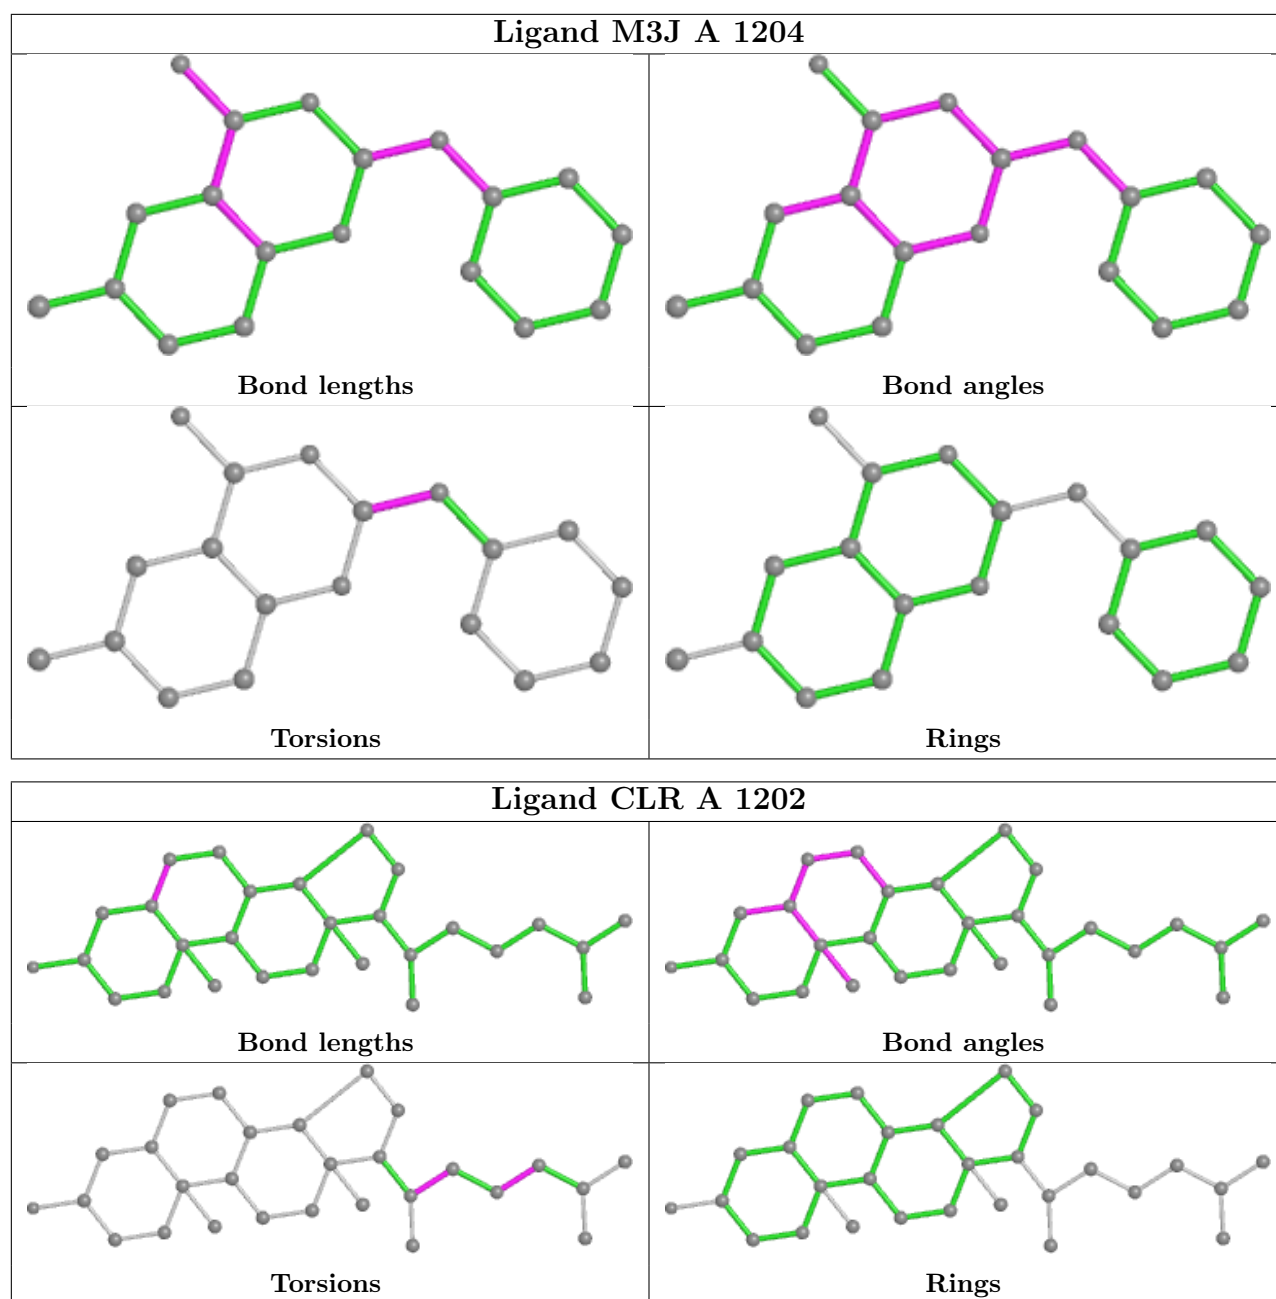 Ligand M3J A 1204
Bond lengths
Bond angles
Torsions
Rings
Ligand CLR A 1202
Bond lengths
Bond angles
Torsions
Rings